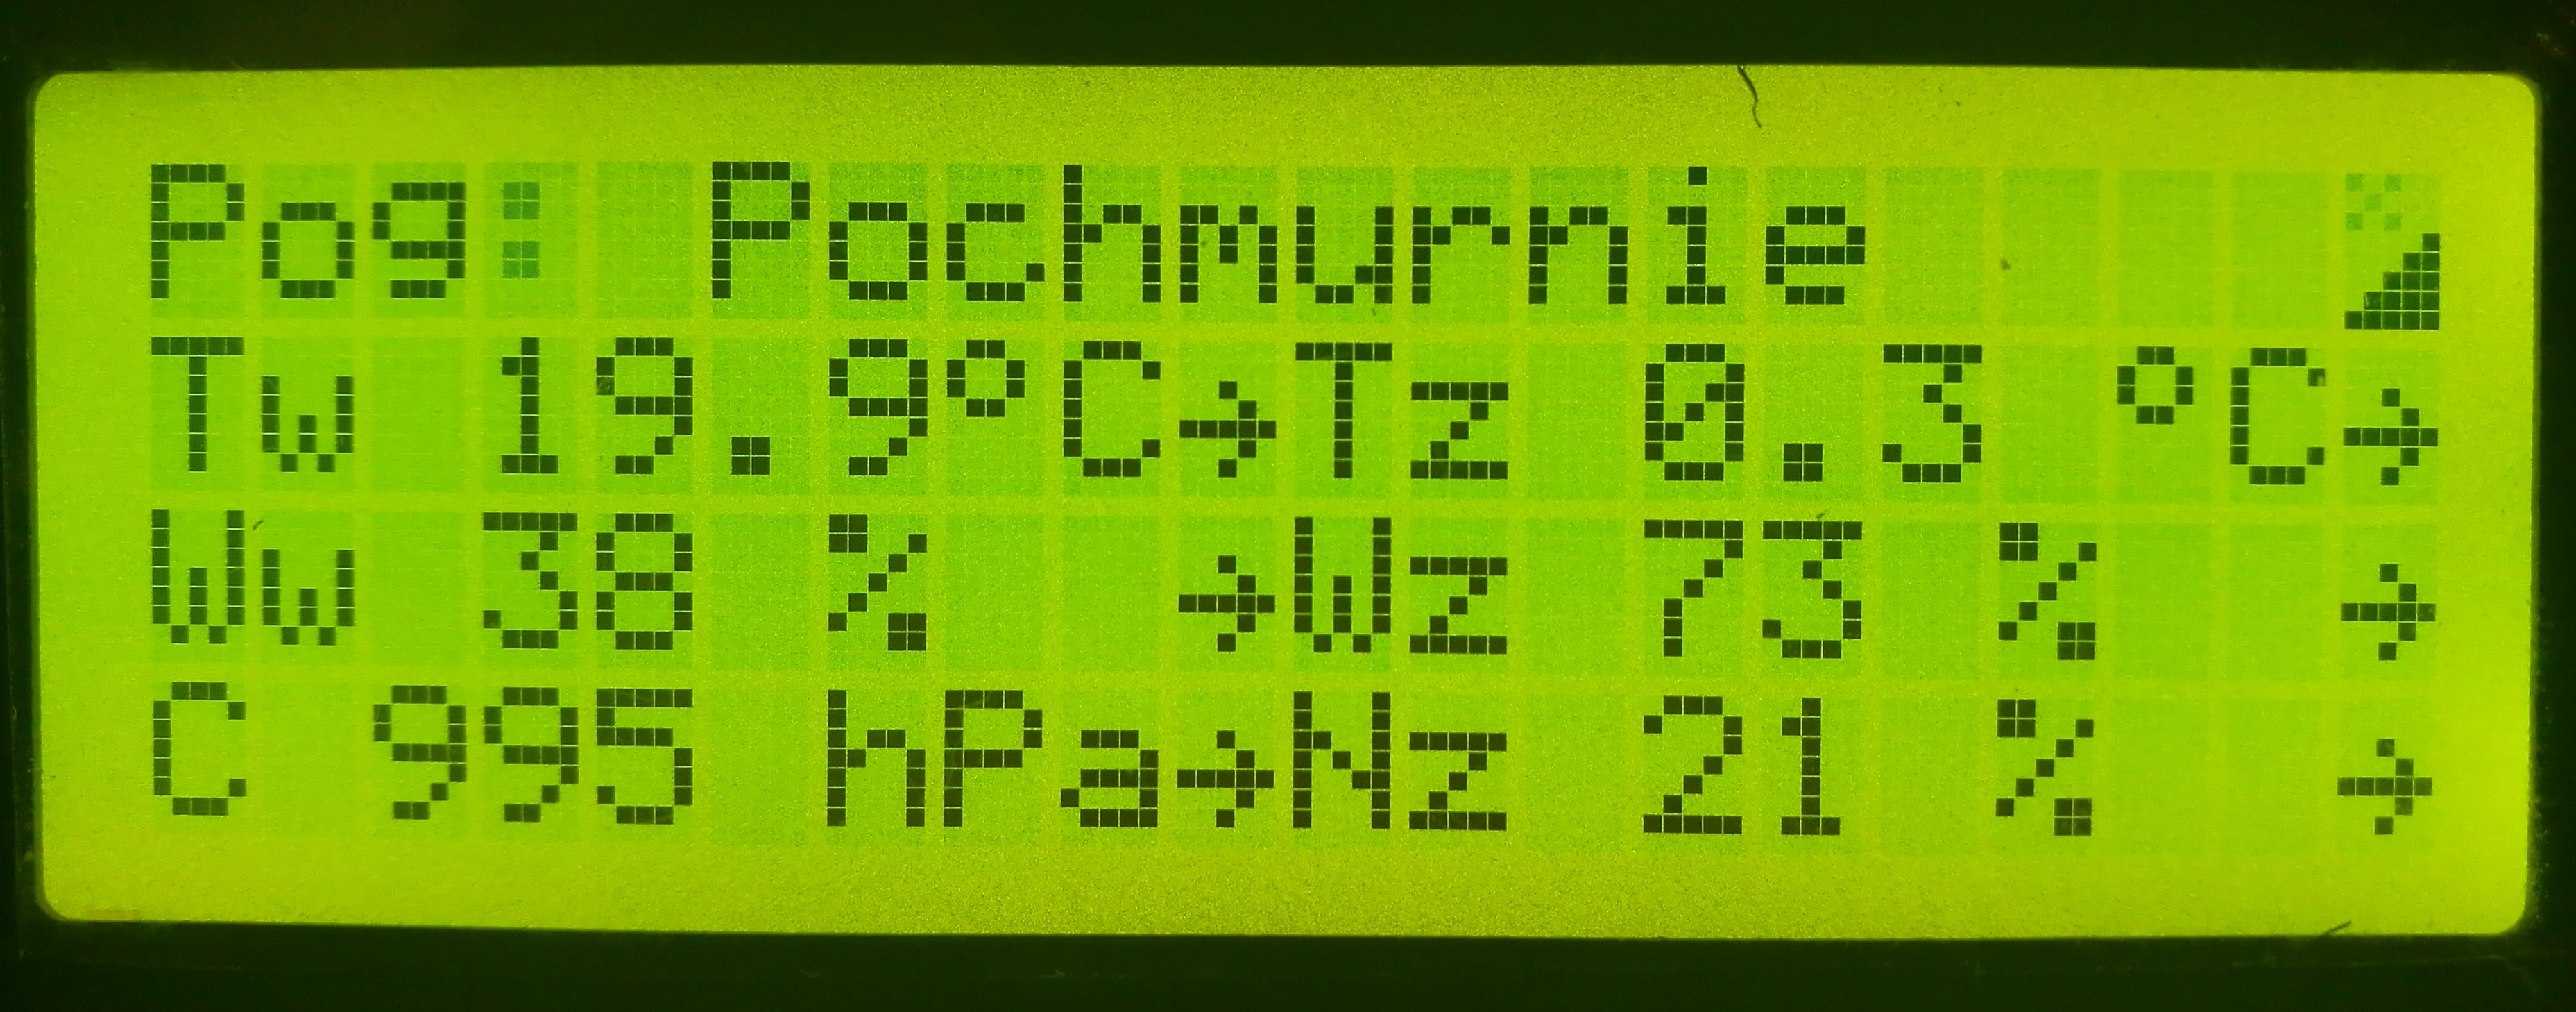 Pog: Pochmurnie
Tw 19.9°C→Tz 0.3 °C→
Ww 38 % →Wz 73 % →
C 995 hPa→Nz 21 % →